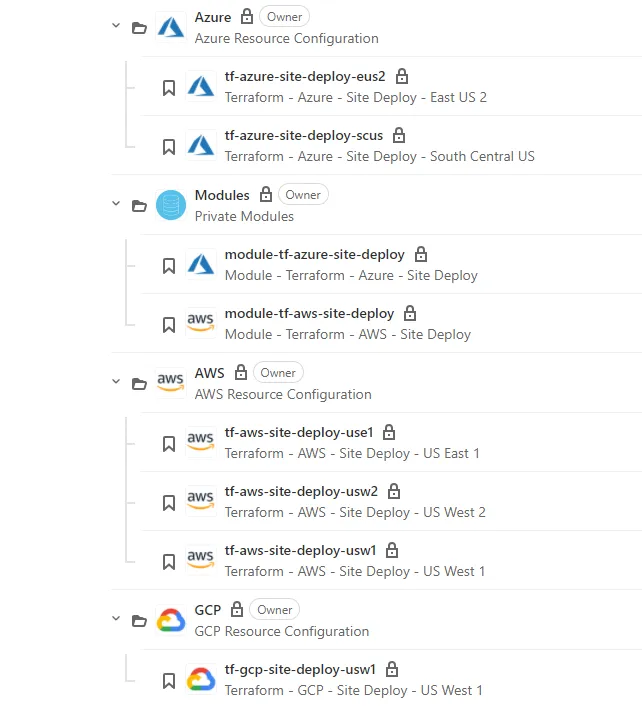 Azure Owner
Azure Resource Configuration
tf-azure-site-deploy-eus2
Terraform - Azure - Site Deploy - East US 2
tf-azure-site-deploy-scus
Terraform - Azure - Site Deploy - South Central US
Modules Owner
Private Modules
module-tf-azure-site-deploy
Module - Terraform - Azure - Site Deploy
aws
module-tf-aws-site-deploy
Module - Terraform - AWS - Site Deploy
aws
AWS Owner
AWS Resource Configuration
aws
tf-aws-site-deploy-use1
Terraform - AWS - Site Deploy - US East 1
aws
tf-aws-site-deploy-usw2
Terraform - AWS - Site Deploy - US West 2
aws
tf-aws-site-deploy-usw1
Terraform - AWS - Site Deploy - US West 1
GCP Owner
GCP Resource Configuration
tf-gcp-site-deploy-usw1
Terraform - GCP - Site Deploy - US West 1